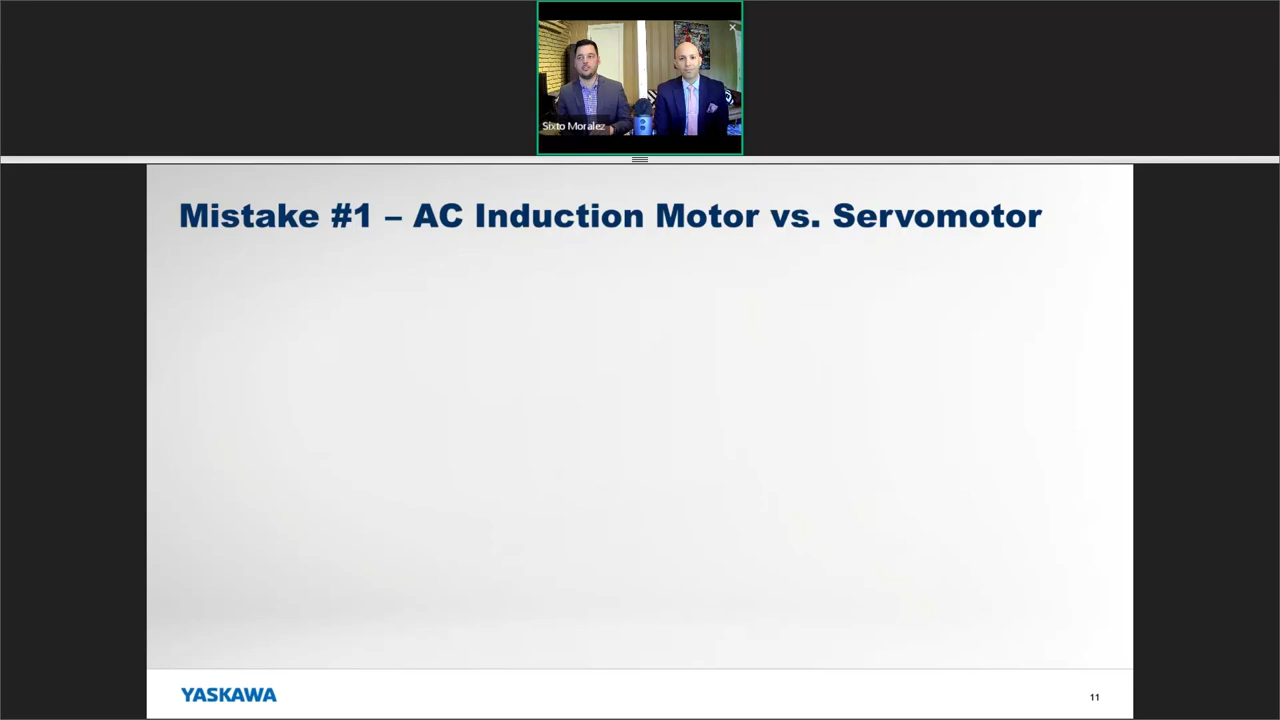 Sixto Moralez
Mistake #1 – AC Induction Motor vs. Servomotor
YASKAWA
11